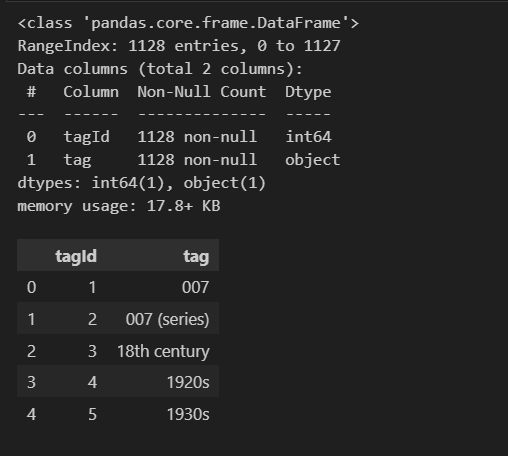 <class 'pandas.core.frame.DataFrame'>
RangeIndex: 1128 entries, 0 to 1127
Data columns (total 2 columns):
 #   Column  Non-Null Count  Dtype
---  ------  --------------  -----
 0   tagId   1128 non-null   int64
 1   tag     1128 non-null   object
dtypes: int64(1), object(1)
memory usage: 17.8+ KB
tagId tag
0 1 007
1 2 007 (series)
2 3 18th century
3 4 1920s
4 5 1930s